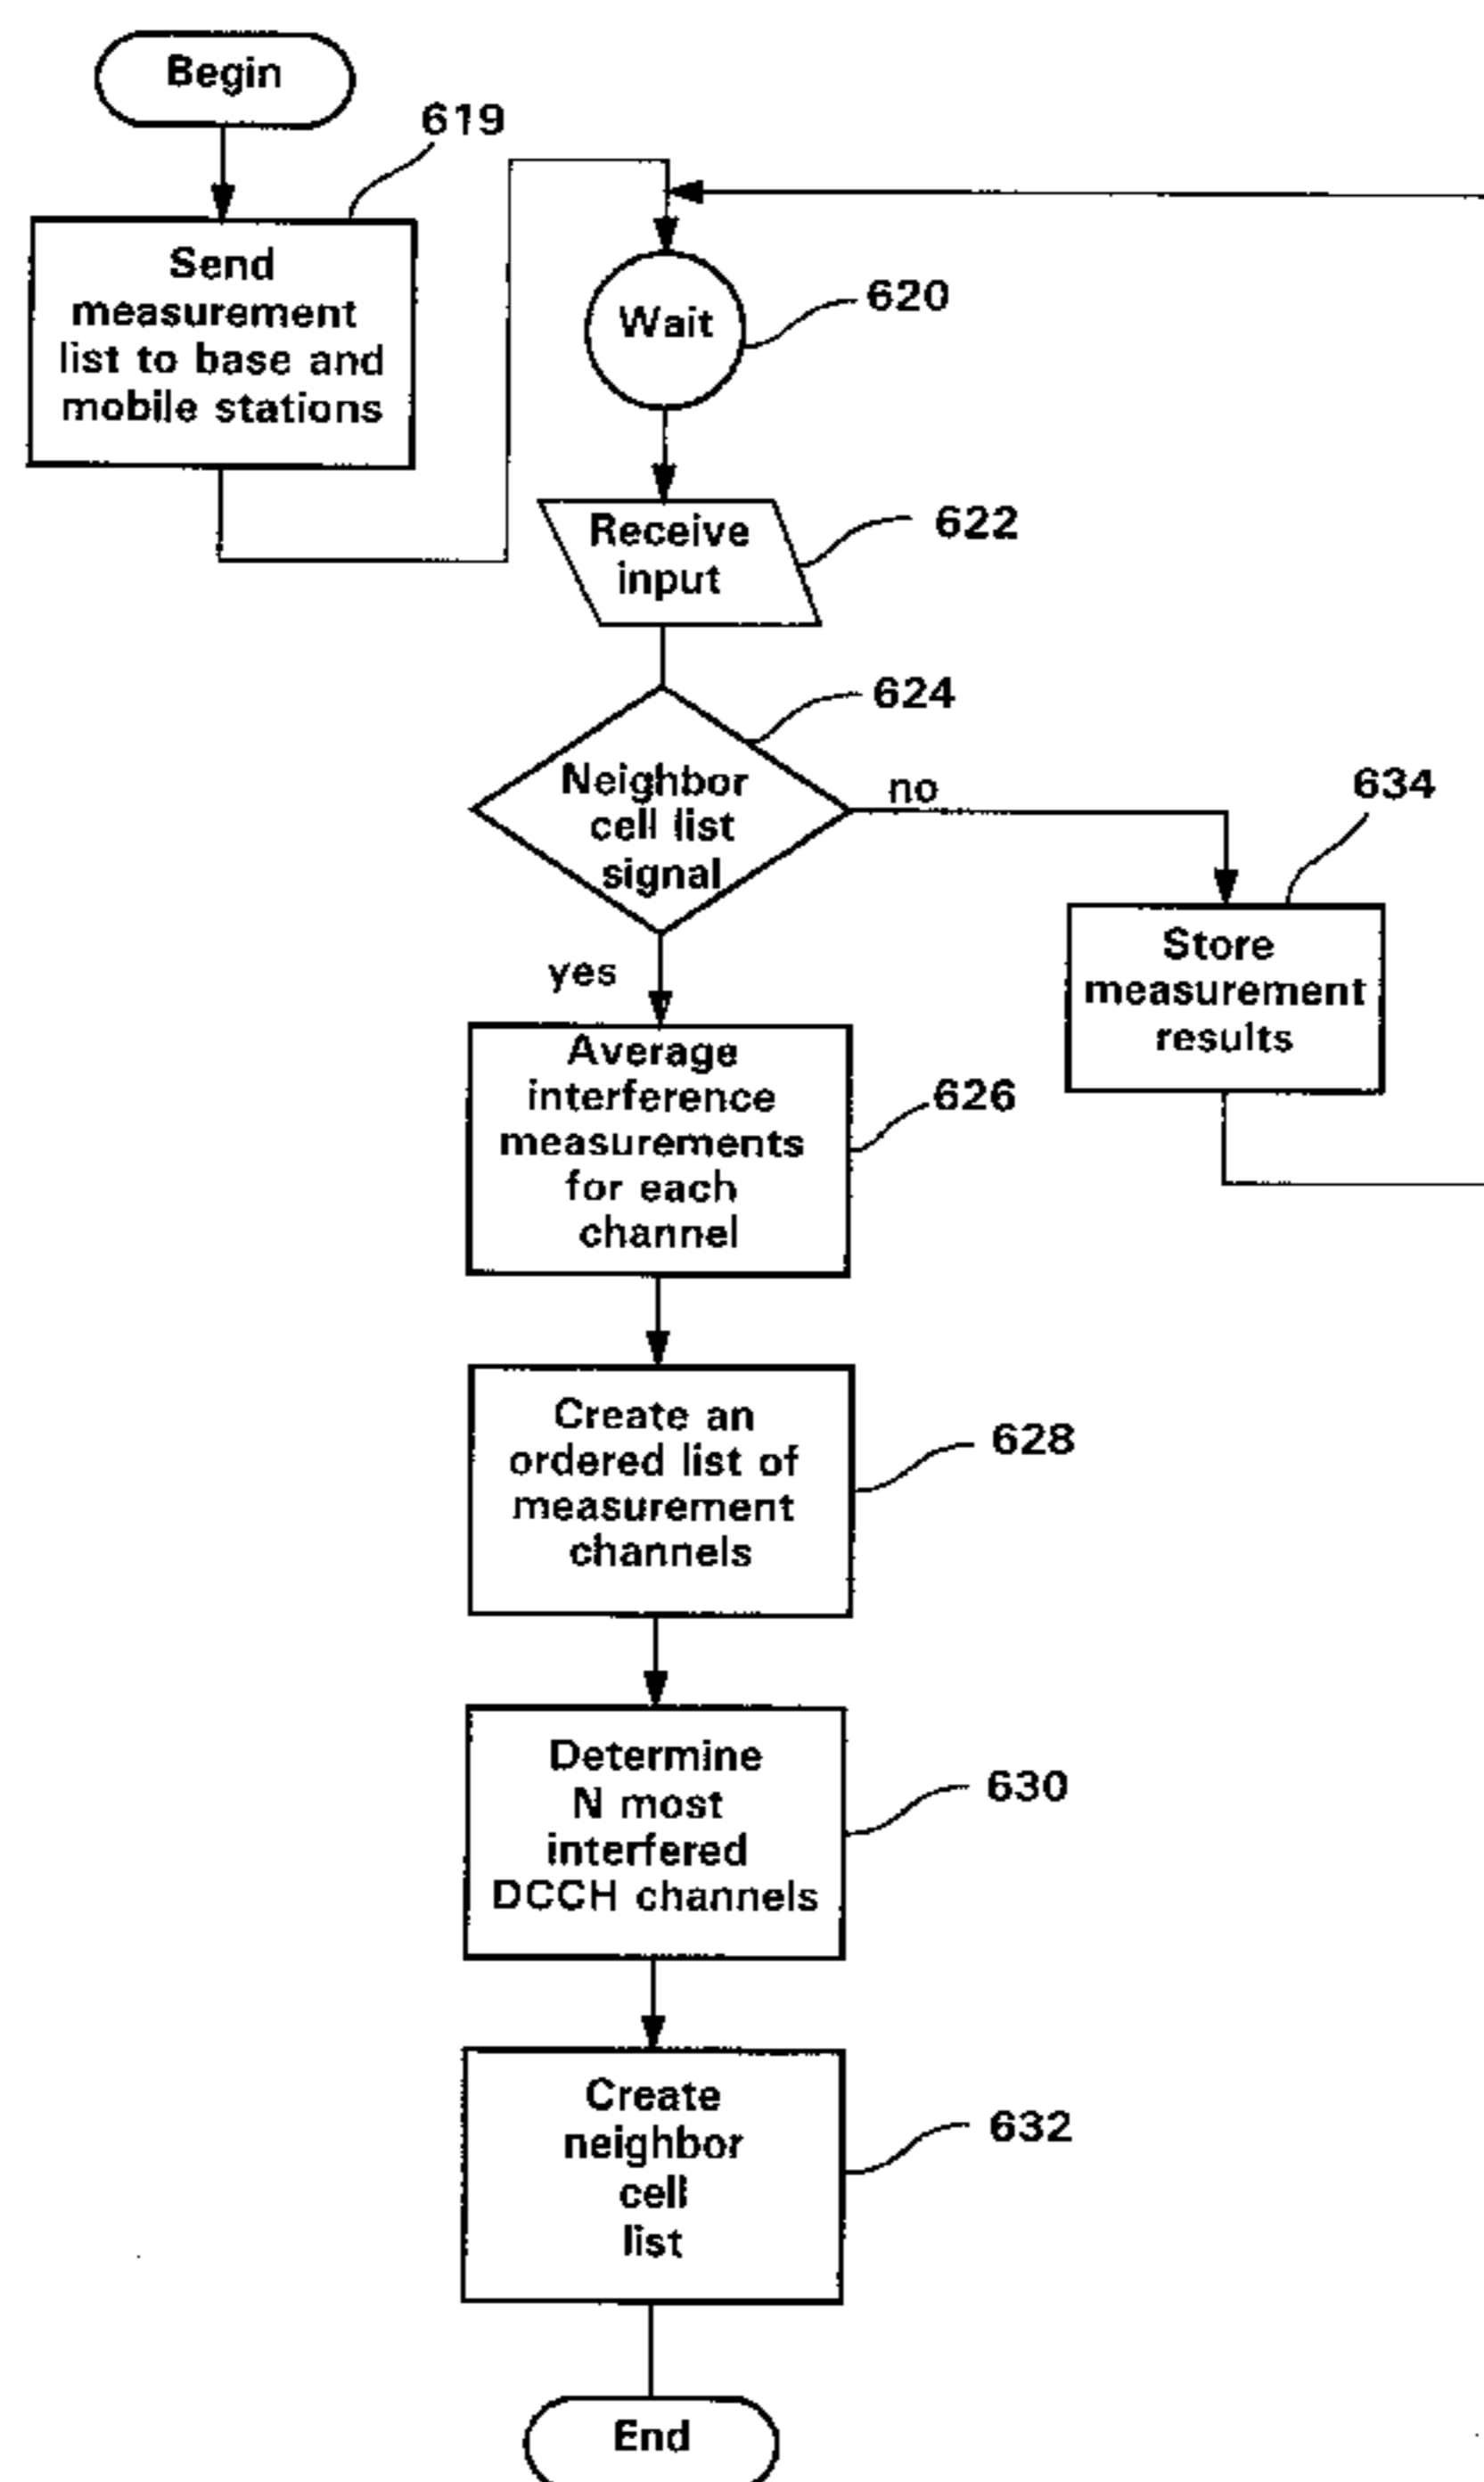 Begin
619
Send
measurement
list to base and
mobile stations
Wait
620
Receive
input
622
624
Neighbor
cell list
signal
no
634
Store
measurement
results
yes
Average
interference
measurements
for each
channel
626
Create an
ordered list of
measurement
channels
628
Determine
N most
interfered
DCCH channels
630
Create
neighbor
cell
list
632
End